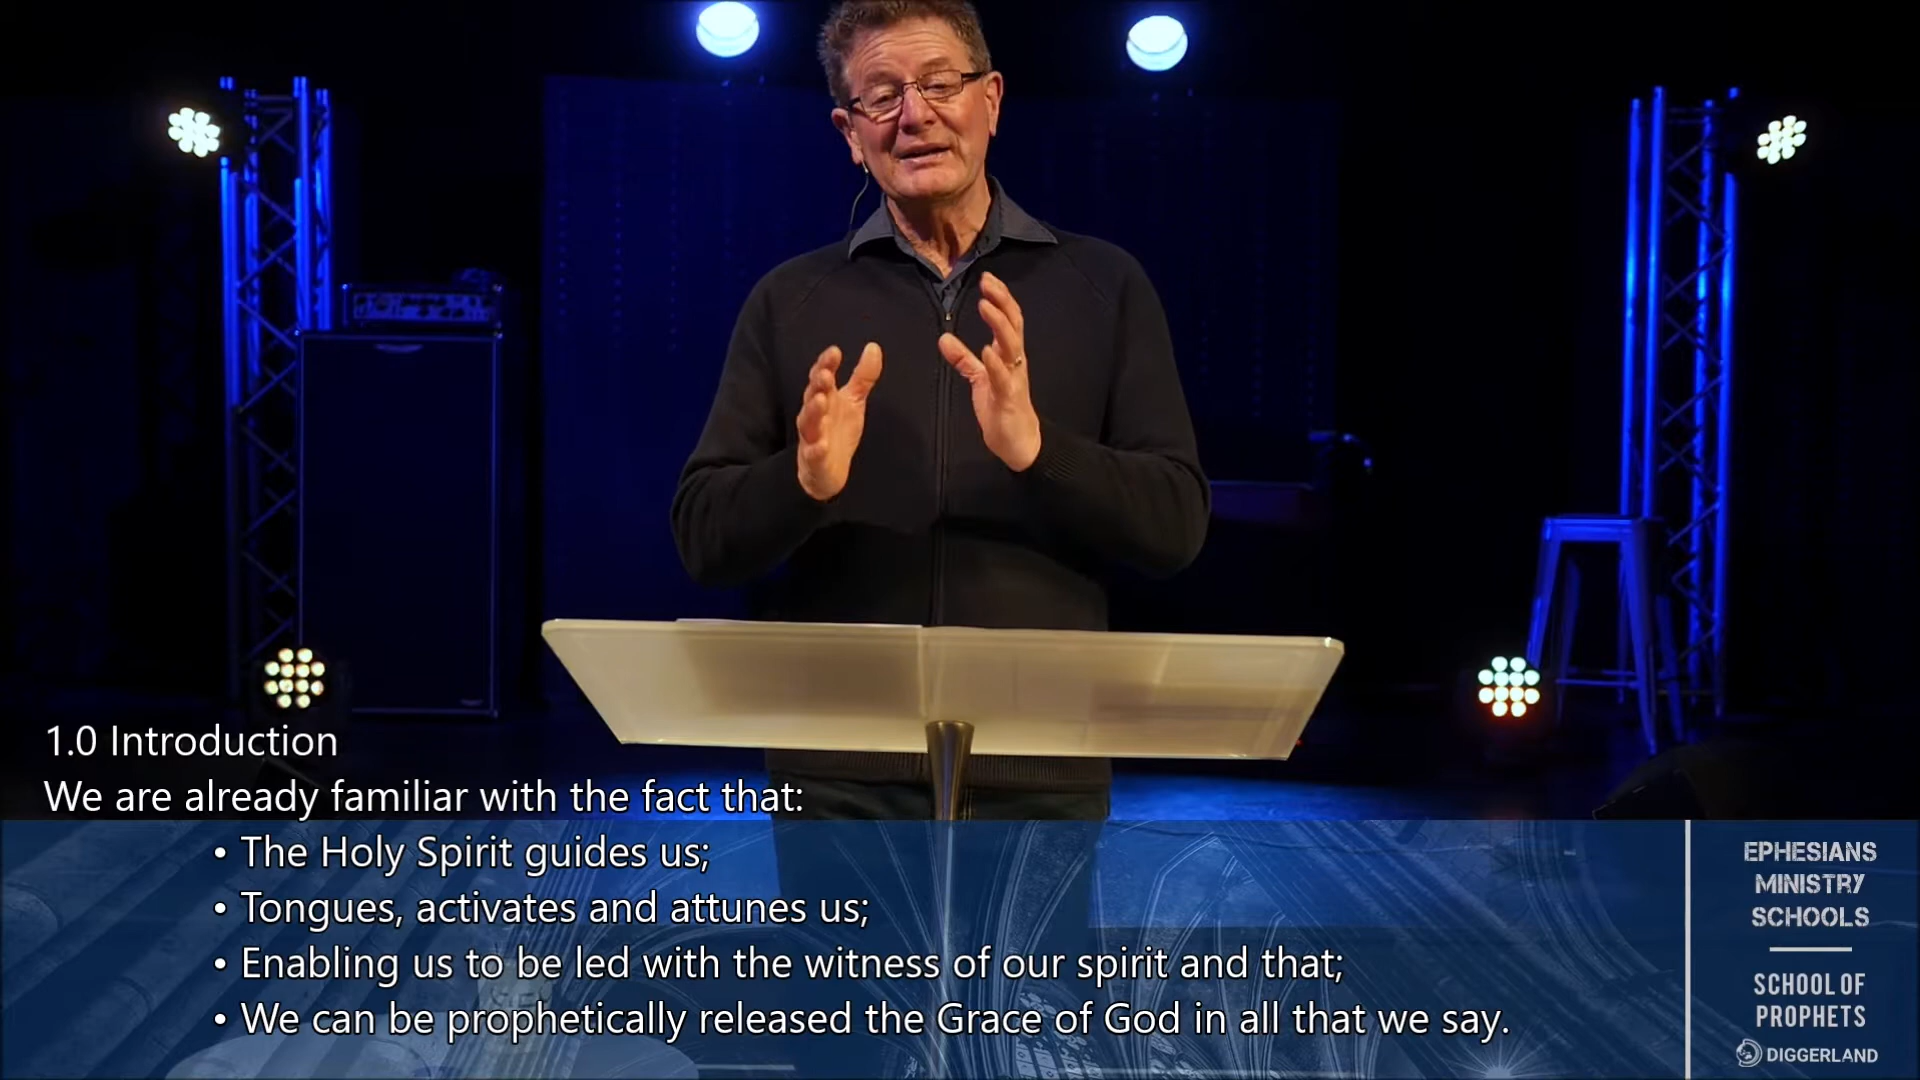 1.0 Introduction
We are already familiar with the fact that:
• The Holy Spirit guides us;
• Tongues, activates and attunes us;
• Enabling us to be led with the witness of our spirit and that;
• We can be prophetically released the Grace of God in all that we say.
EPHESIANS
MINISTRY
SCHOOLS
SCHOOL OF
PROPHETS
DIGGERLAND